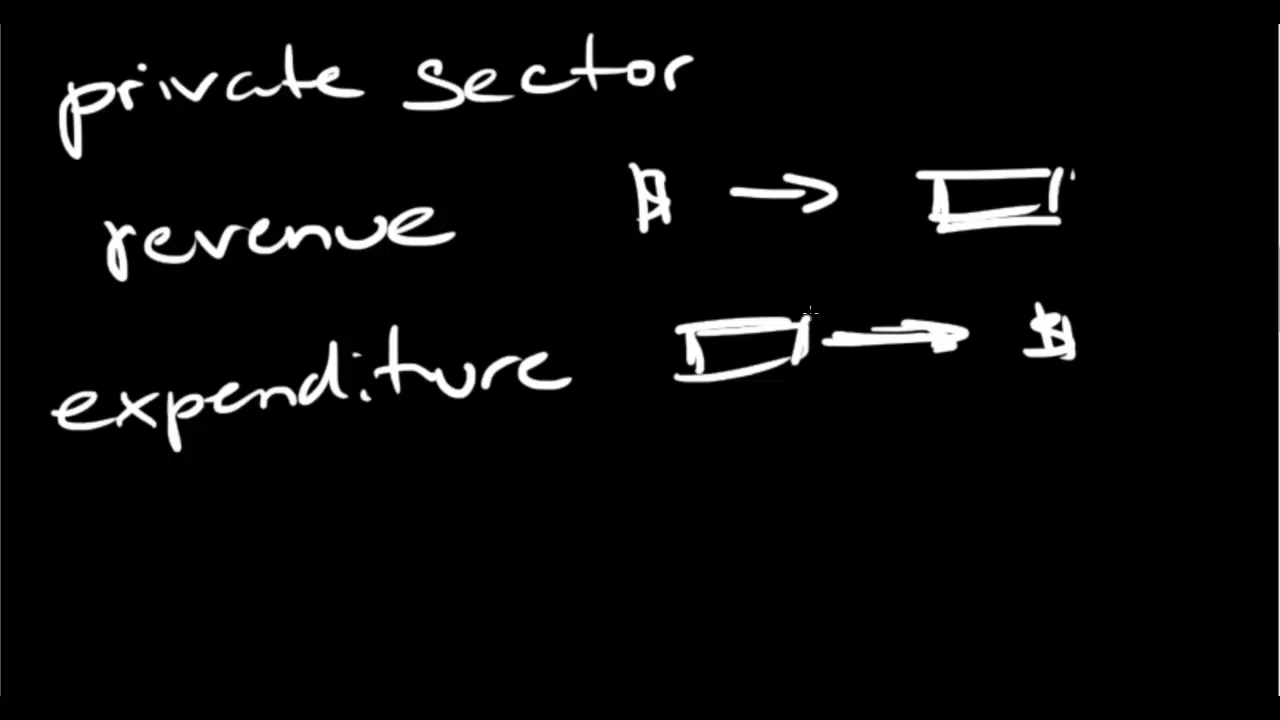 private sector
revenue $ →
expenditure → $